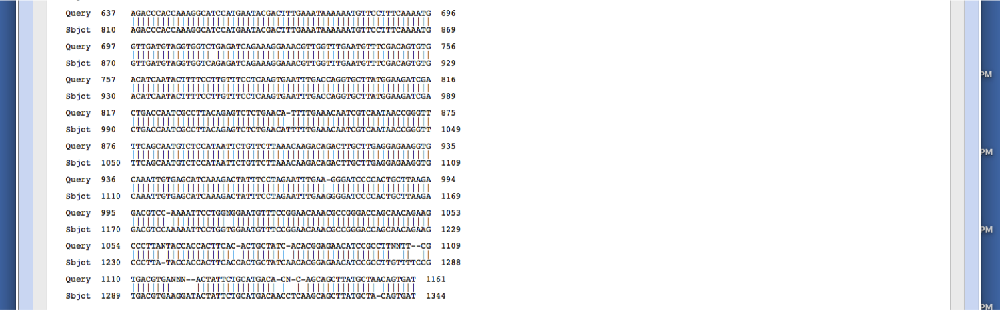 Query 637 AGACCCACCAAAGGCATCCATGAATACGACTTTGAAATAAAAAATGTTCCTTTCAAAATG 696
Sbjct 810 AGACCCACCAAAGGCATCCATGAATACGACTTTGAAATAAAAAATGTTCCTTTCAAAATG 869
Query 697 GTTGATGTAGGTGGTCTGAGATCAGAAAGGAAACGTTGGTTTGAATGTTTCGACAGTGTG 756
Sbjct 870 GTTGATGTAGGTGGTCAGAGATCAGAAAGGAAACGTTGGTTTGAATGTTTCGACAGTGTG 929
Query 757 ACATCAATACTTTTCCTTGTTTCCTCAAGTGAATTTGACCAGGTGCTTATGGAAGATCGA 816
Sbjct 930 ACATCAATACTTTTCCTTGTTTCCTCAAGTGAATTTGACCAGGTGCTTATGGAAGATCGA 989
Query 817 CTGACCAATCGCCTTACAGAGTCTCTGAACA-TTTTGAAACAATCGTCAATAACCGGGTT 875
Sbjct 990 CTGACCAATCGCCTTACAGAGTCTCTGAACATTTTTGAAACAATCGTCAATAACCGGGTT 1049
Query 876 TTCAGCAATGTCTCCATAATTCTGTTCTTAAACAAGACAGACTTGCTTGAGGAGAAGGTG 935
Sbjct 1050 TTCAGCAATGTCTCCATAATTCTGTTCTTAAACAAGACAGACTTGCTTGAGGAGAAGGTG 1109
Query 936 CAAATTGTGAGCATCAAAGACTATTTCCTAGAATTTGAA-GGGATCCCCACTGCTTAAGA 994
Sbjct 1110 CAAATTGTGAGCATCAAAGACTATTTCCTAGAATTTGAAGGGGATCCCCACTGCTTAAGA 1169
Query 995 GACGTCC-AAAATTCCTGGNGGAATGTTTCCGGAACAAACGCCGGGACCAGCAACAGAAG 1053
Sbjct 1170 GACGTCCAAAAATTCCTGGTGGAATGTTTCCGGAACAAACGCCGGGACCAGCAACAGAAG 1229
Query 1054 CCCTTANTACCACCACTTCAC-ACTGCTATC-ACACGGAGAACATCCGCCTTNNTT--CG 1109
Sbjct 1230 CCCTTA-TACCACCACTTCACCACTGCTATCAACACGGAGAACATCCGCCTTGTTTTCCG 1288
Query 1110 TGACGTGANNN--ACTATTCTGCATGACA-CN-C-AGCAGCTTATGCTAACAGTGAT 1161
Sbjct 1289 TGACGTGAAGGATACTATTCTGCATGACAACCTCAAGCAGCTTATGCTA-CAGTGAT 1344
PM
PM
PM
PM